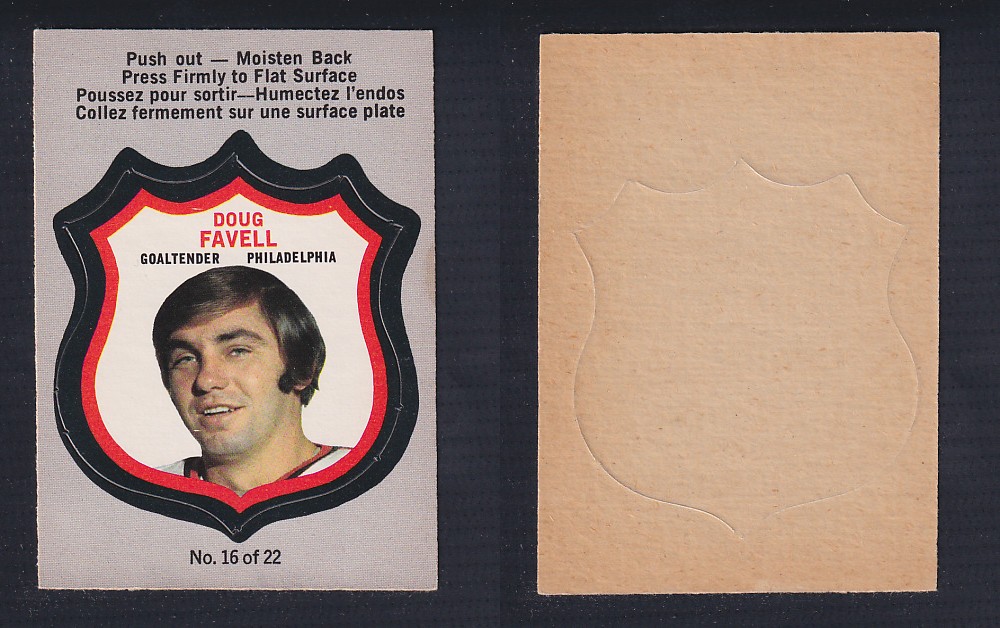 Push out — Moisten Back
Press Firmly to Flat Surface
Poussez pour sortir--Humectez l'endos
Collez fermement sur une surface plate
DOUG
FAVELL
GOALTENDER PHILADELPHIA
No. 16 of 22